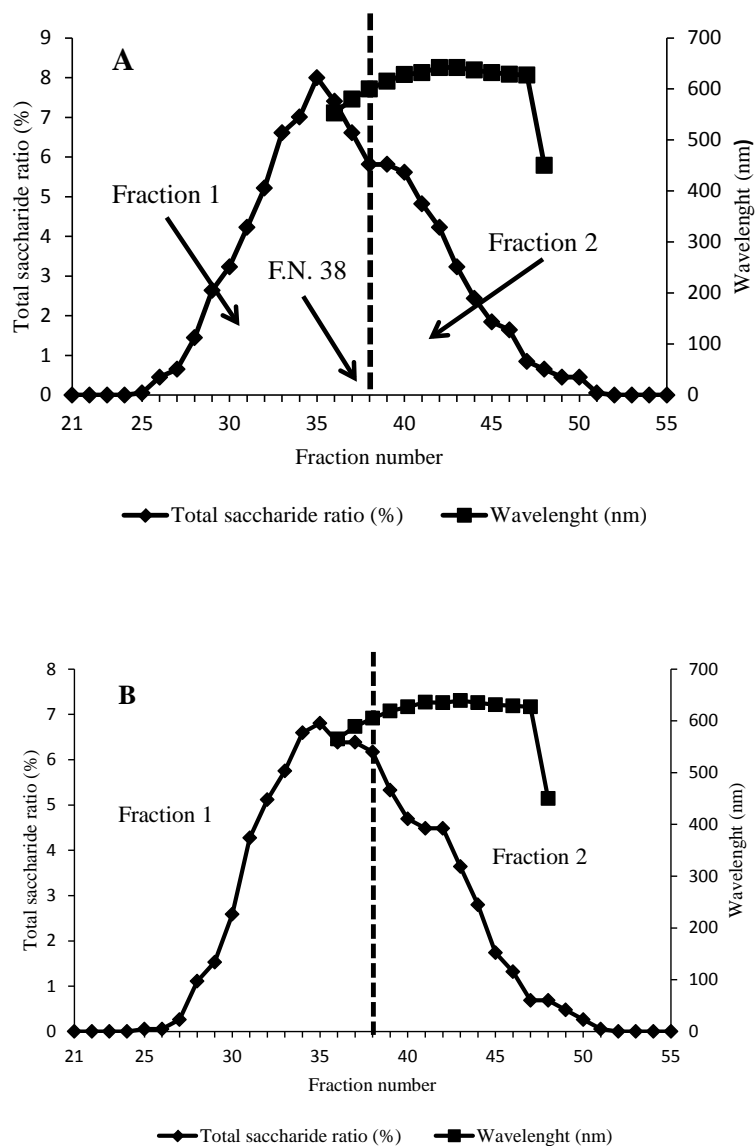 A
Total saccharide ratio (%)
9
8
7
6
5
4
3
2
1
0
700
600
500
400
300
200
100
0
Wavelenght (nm)
Fraction 1
F.N. 38
Fraction 2
21 25 30 35 40 45 50 55
Fraction number
Total saccharide ratio (%) Wavelenght (nm)
B
Total saccharide ratio (%)
8
7
6
5
4
3
2
1
0
700
600
500
400
300
200
100
0
Wavelenght (nm)
Fraction 1
Fraction 2
21 25 30 35 40 45 50 55
Fraction number
Total saccharide ratio (%) Wavelenght (nm)